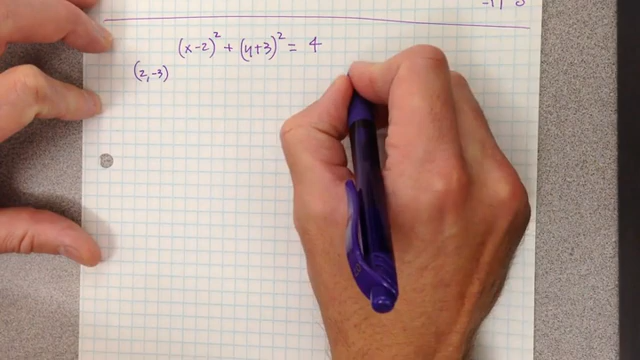 (x-2)² + (y+3)² = 4
(2, -3)